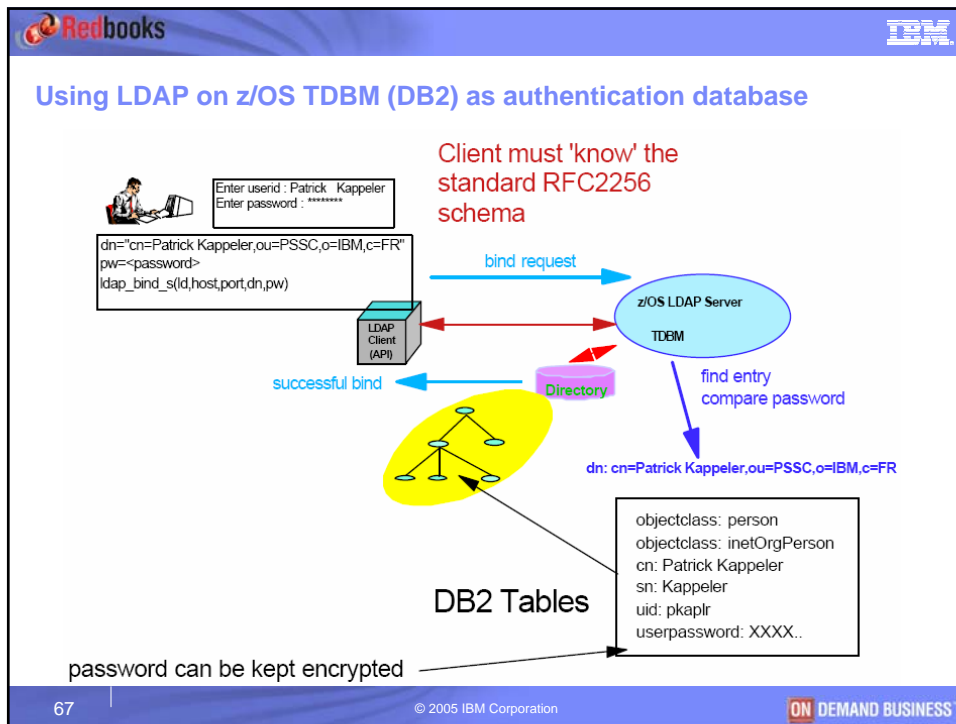 Redbooks
IBM.
Using LDAP on z/OS TDBM (DB2) as authentication database
Client must 'know' the
standard RFC2256
schema
Enter userid : Patrick Kappeler
Enter password : ********
dn="cn=Patrick Kappeler,ou=PSSC,o=IBM,c=FR"
pw=<password>
ldap_bind_s(ld,host,port,dn,pw)
bind request
z/OS LDAP Server
TDBM
LDAP
Client
(API)
successful bind
Directory
find entry
compare password
dn: cn=Patrick Kappeler,ou=PSSC,o=IBM,c=FR
objectclass: person
objectclass: inetOrgPerson
cn: Patrick Kappeler
sn: Kappeler
uid: pkaplr
userpassword: XXXX..
DB2 Tables
password can be kept encrypted
67
© 2005 IBM Corporation
ON DEMAND BUSINESS